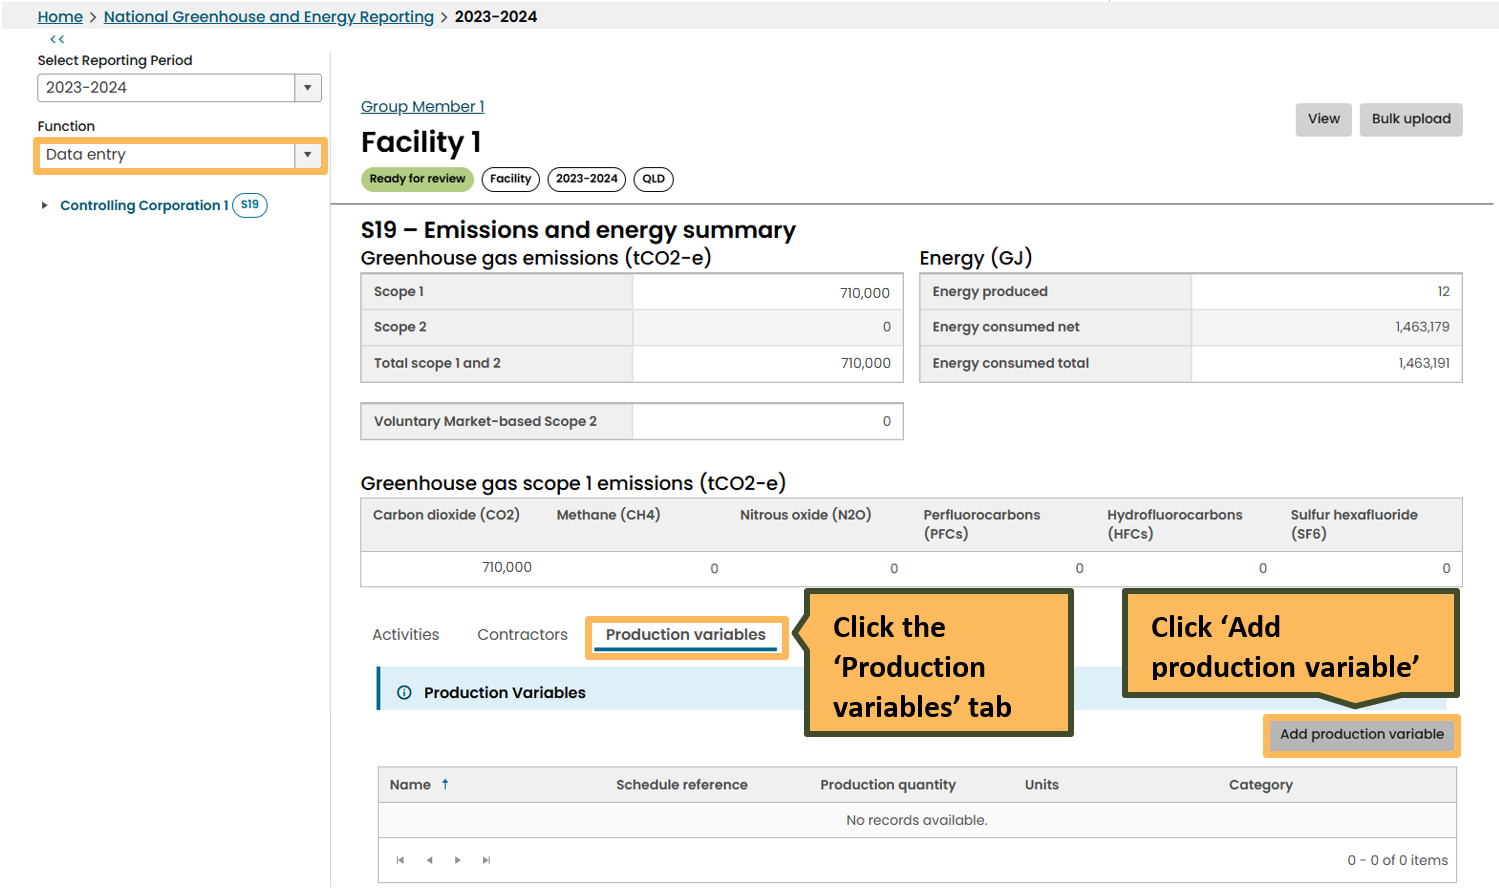 Home > National Greenhouse and Energy Reporting > 2023-2024
<<
Select Reporting Period
2023-2024
Function
Data entry
Controlling Corporation 1 S19
Group Member 1
View Bulk upload
Facility 1
Ready for review Facility 2023-2024 QLD
S19 – Emissions and energy summary
Greenhouse gas emissions (tCO2-e)
Scope 1 710,000
Scope 2 0
Total scope 1 and 2 710,000
Voluntary Market-based Scope 2 0
Energy (GJ)
Energy produced 12
Energy consumed net 1,463,179
Energy consumed total 1,463,191
Greenhouse gas scope 1 emissions (tCO2-e)
Carbon dioxide (CO2) Methane (CH4) Nitrous oxide (N2O) Perfluorocarbons Hydrofluorocarbons Sulfur hexafluoride
(PFCs) (HFCs) (SF6)
710,000 0 0 0 0 0
Activities Contractors Production variables
Click the
‘Production
variables’ tab
Click ‘Add
production variable’
Production Variables
Add production variable
Name ↑ Schedule reference Production quantity Units Category
No records available.
0 - 0 of 0 items